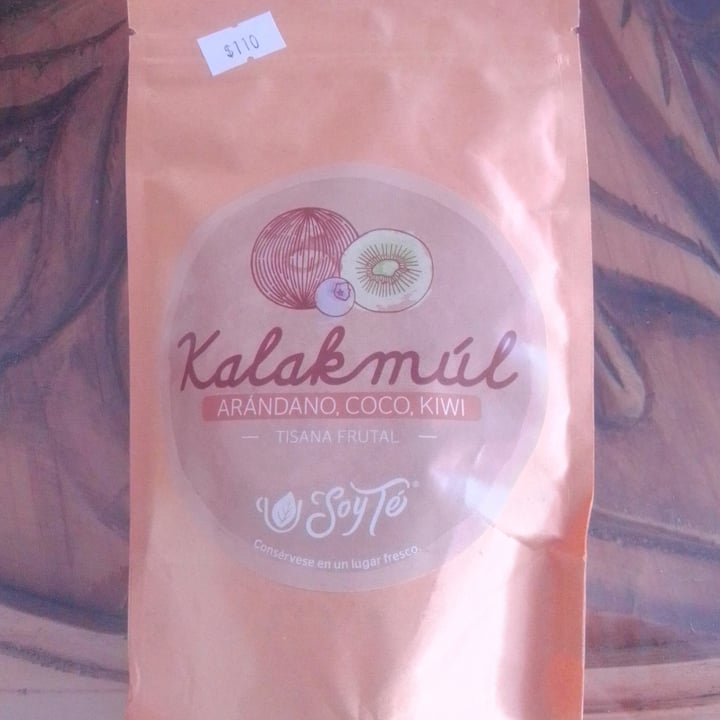 $110
Kalakmúl
ARÁNDANO, COCO, KIWI
TISANA FRUTAL
SoyTé®
Consérvese en un lugar fresco